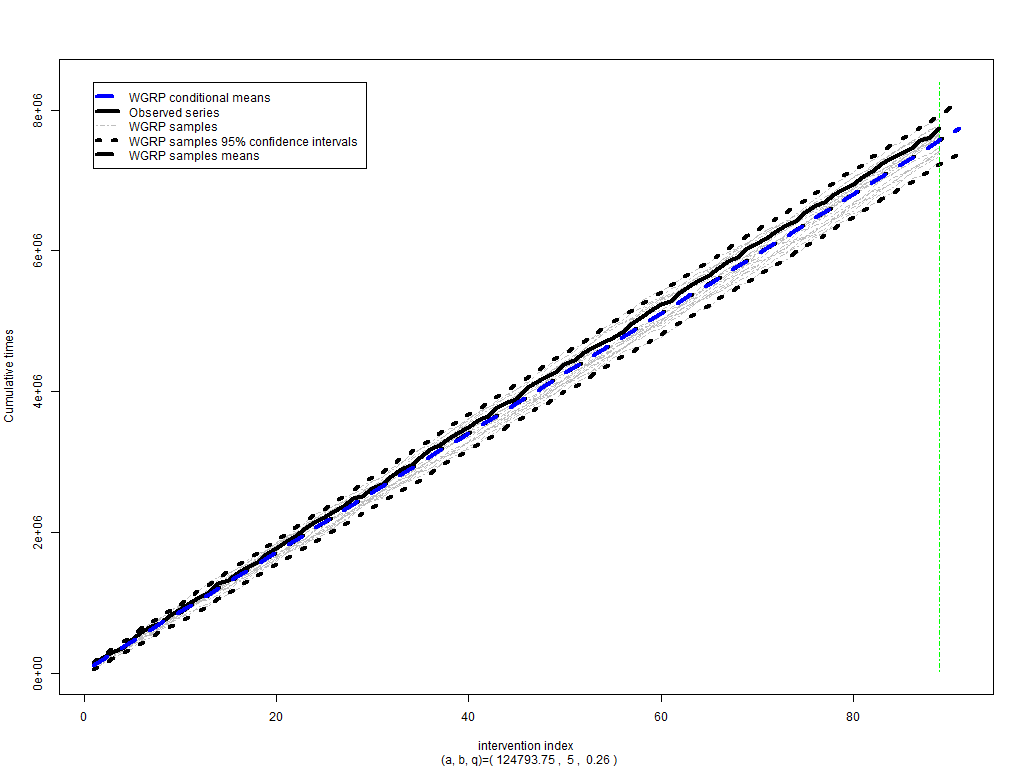 WGRP conditional means
Observed series
WGRP samples
WGRP samples 95% confidence intervals
WGRP samples means
Cumulative times
8e+06
6e+06
4e+06
2e+06
0e+00
0 20 40 60 80
intervention index
(a, b, q)=( 124793.75 , 5 , 0.26 )